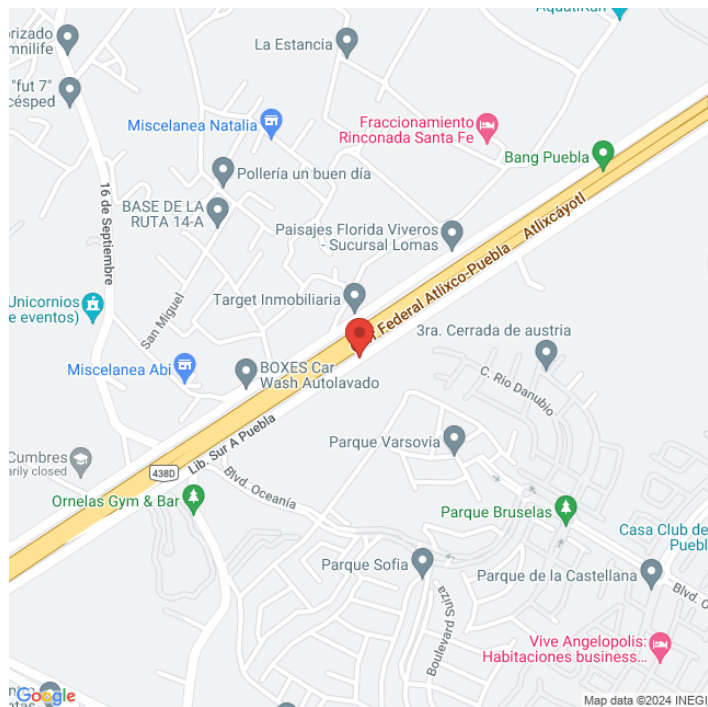 Aquatikan
orizado
mnilife
La Estancia
"fut 7"
césped
Miscelanea Natalia
Fraccionamiento
Rinconada Santa Fe
Bang Puebla
Pollería un buen día
16 de Septiembre
BASE DE LA
RUTA 14-A
Paisajes Florida Viveros
- Sucursal Lomas
Atlixcáyotl
Federal Atlixco-Puebla
Unicornios
e eventos)
San Miguel
Target Inmobiliaria
3ra. Cerrada de austria
Miscelanea Abi
BOXES Car
Wash Autolavado
C. Rio Danubio
Lib. Sur A Puebla
Parque Varsovia
Cumbres
arily closed
438D
Blvd. Oceanía
Ornelas Gym & Bar
Parque Bruselas
Casa Club de
Puebl
Parque Sofia
Parque de la Castellana
Blvd. O
Boulevard Suiza
Vive Angelopolis:
Habitaciones business...
Google
Map data ©2024 INEGI